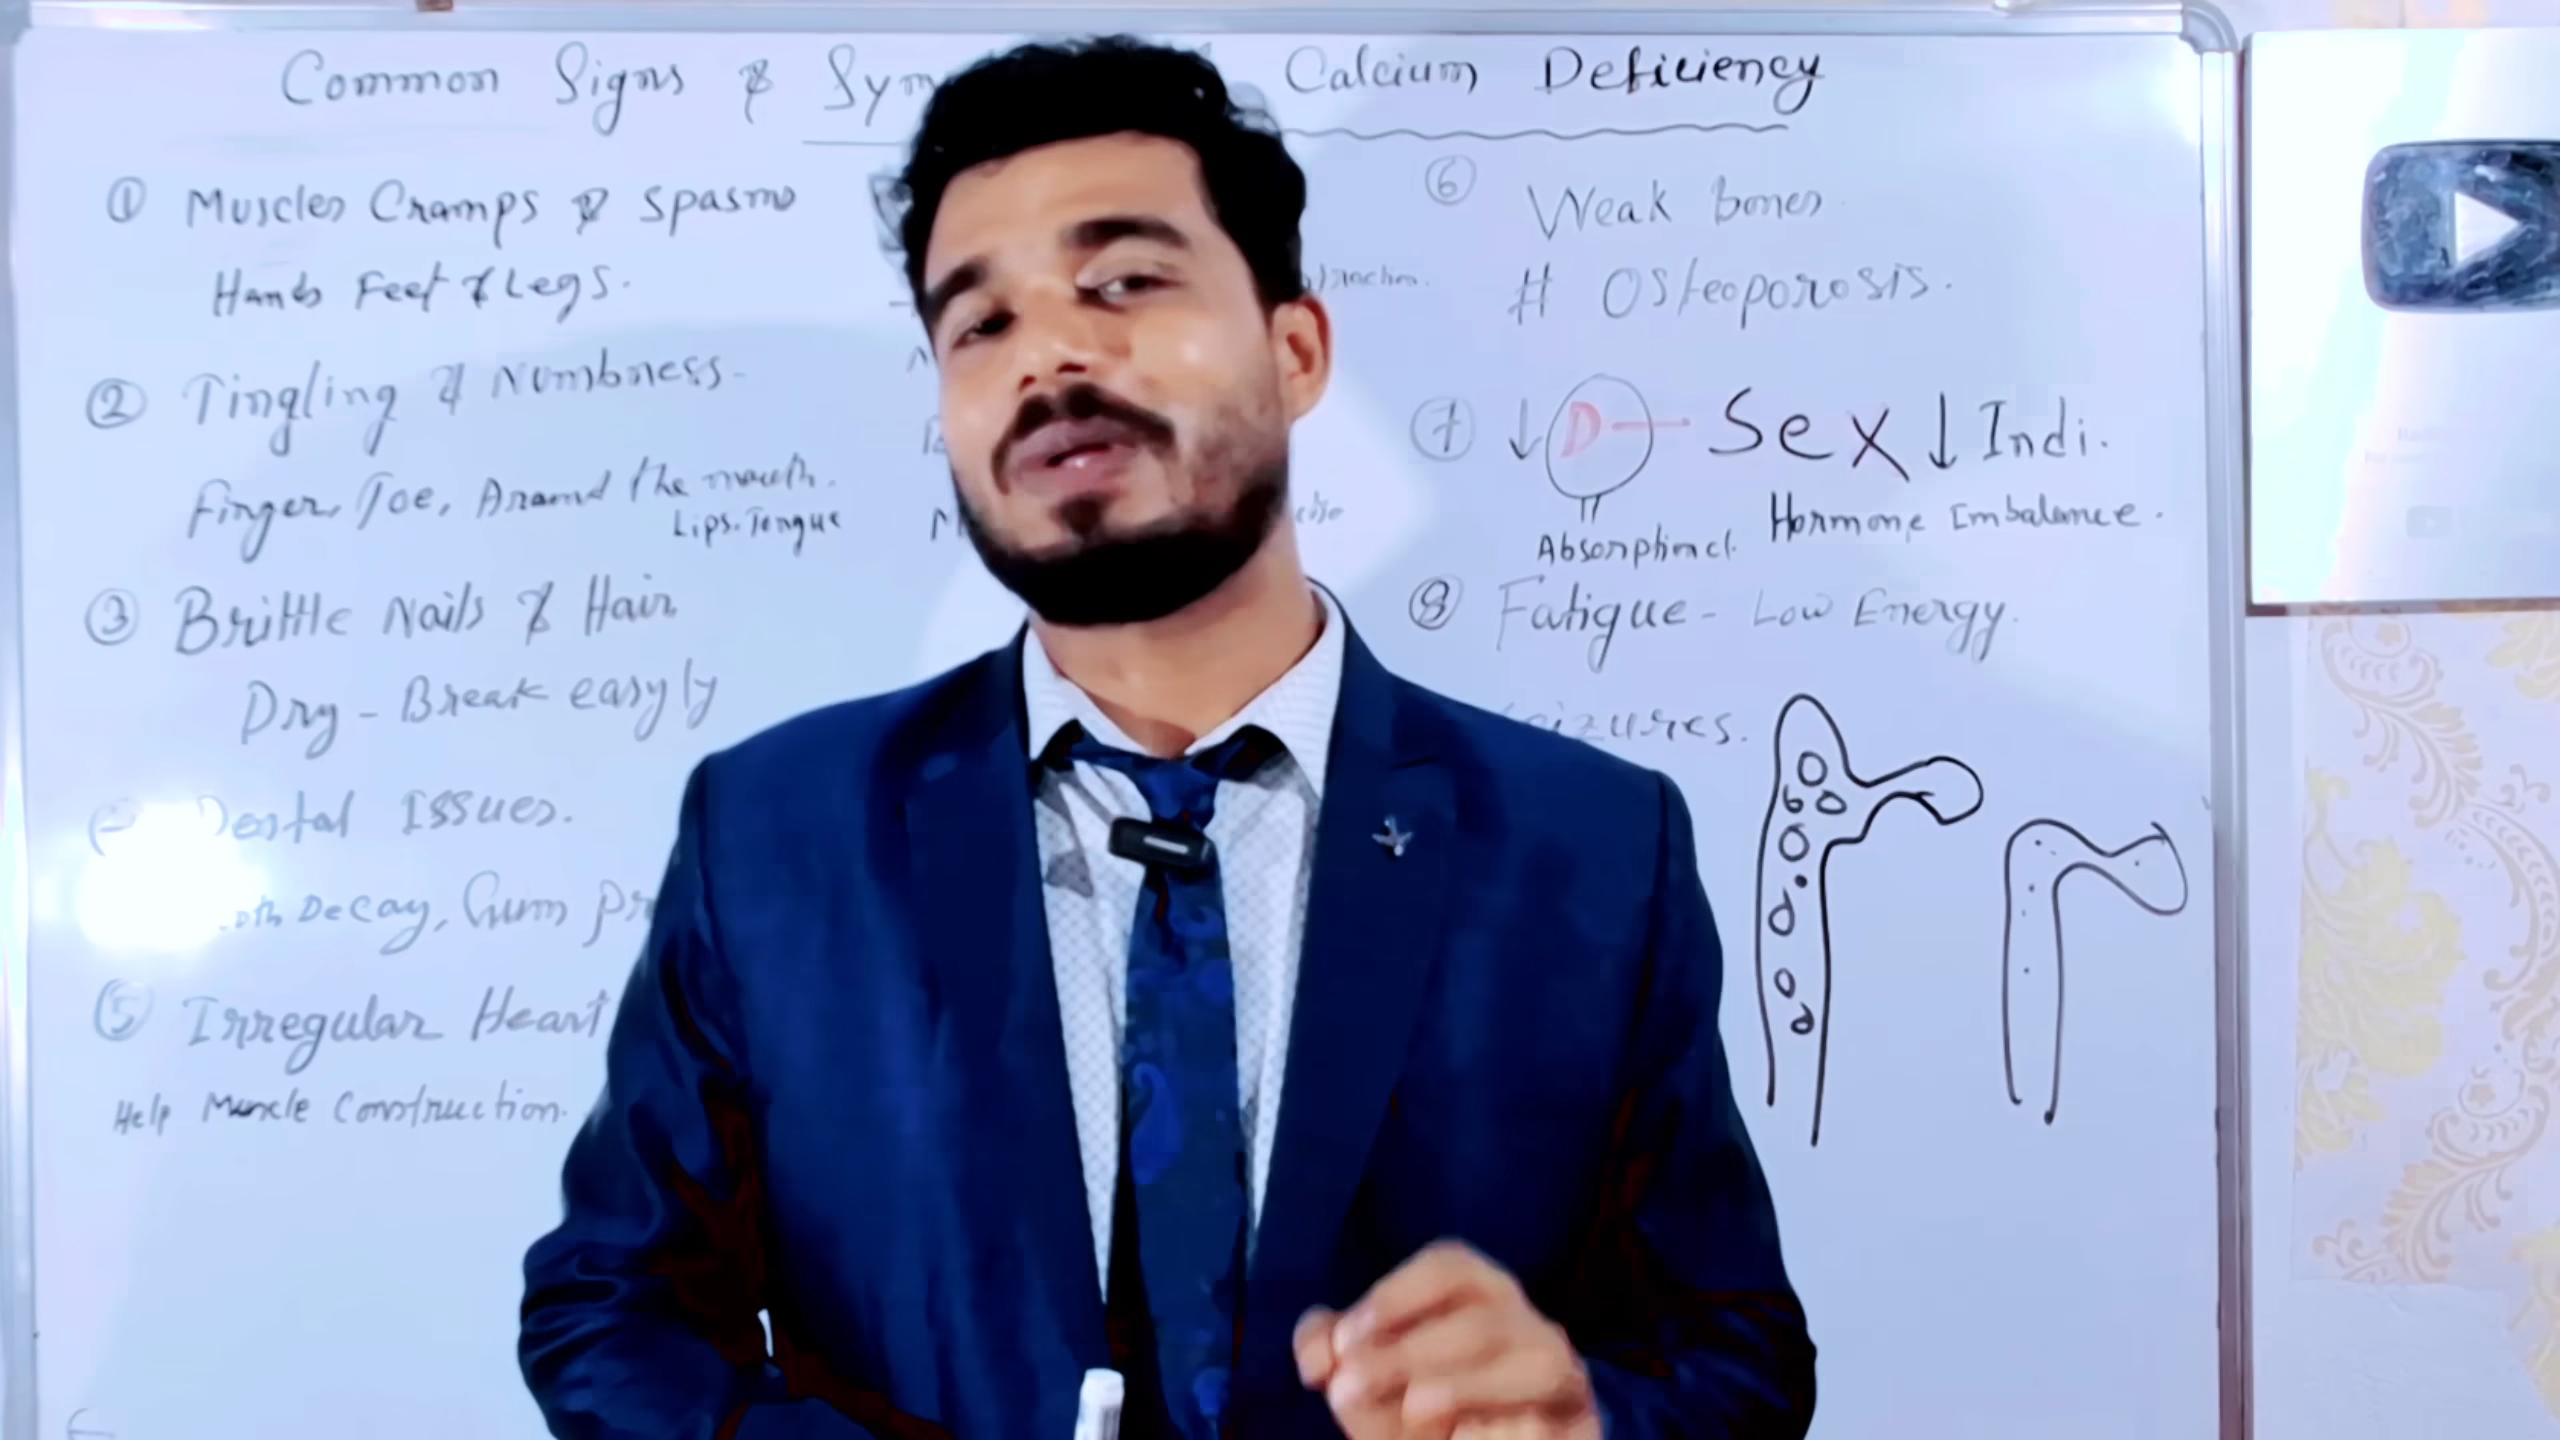 Common Signs & Sym Calcium Deficiency
① Muscles Cramps & Spasms
Hands Feet & Legs.
② Tingling & Numbness-
Finger, Toe, Around the mouth.
Lips. Tongue
③ Brittle Nails & Hair
Dry - Break easyly
Dental Issues.
Decay, Gum Pr
⑤ Irregular Heart
Help Muscle Construction.
⑥ Weak bones
# Osteoporosis.
⑦ ↓ D → Sex ↓ Indi.
Absorption Hormone Imbalance.
⑧ Fatigue - Low Energy.
eizures.